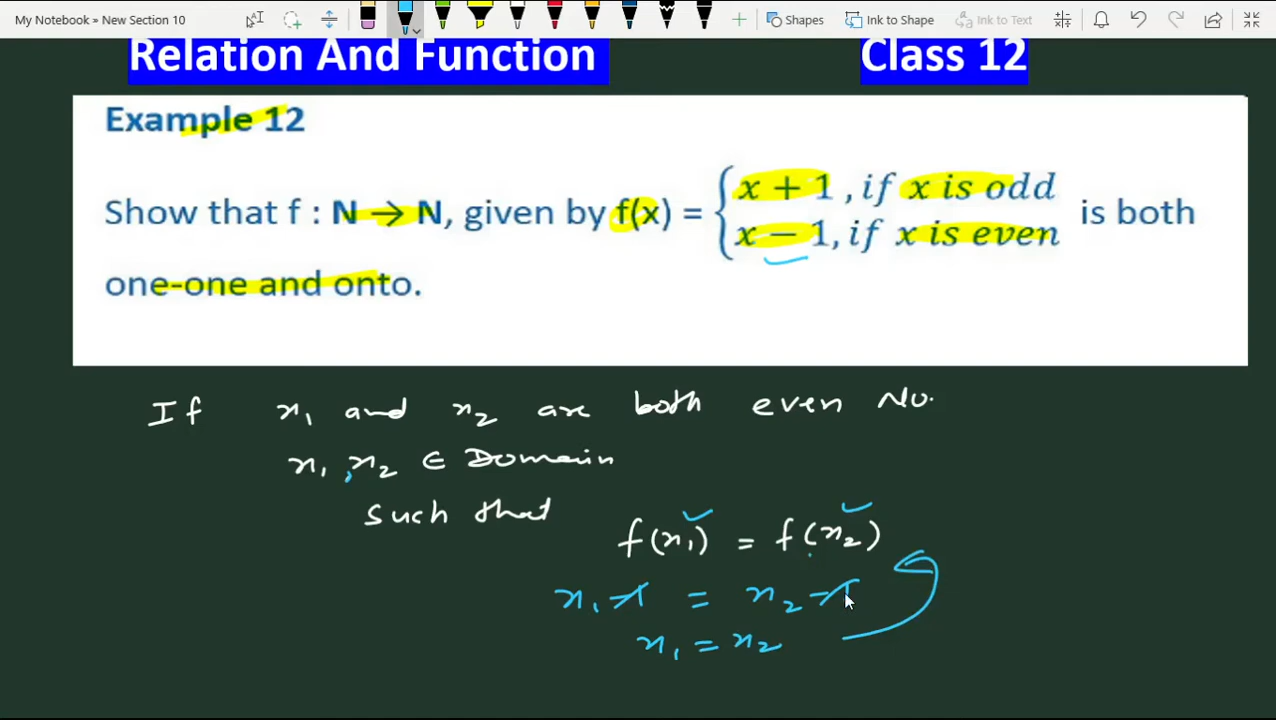 My Notebook » New Section 10
Shapes
Ink to Shape
Ink to Text
Relation And Function
Class 12
Example 12
Show that f : N → N, given by f(x) = { x + 1 , if x is odd
x − 1, if x is even
is both
one-one and onto.
If x₁ and x₂ are both even No.
x₁ , x₂ ∈ Domain
such that
f(x₁) = f(x₂)
x₁ - 1 = x₂ - 1
x₁ = x₂